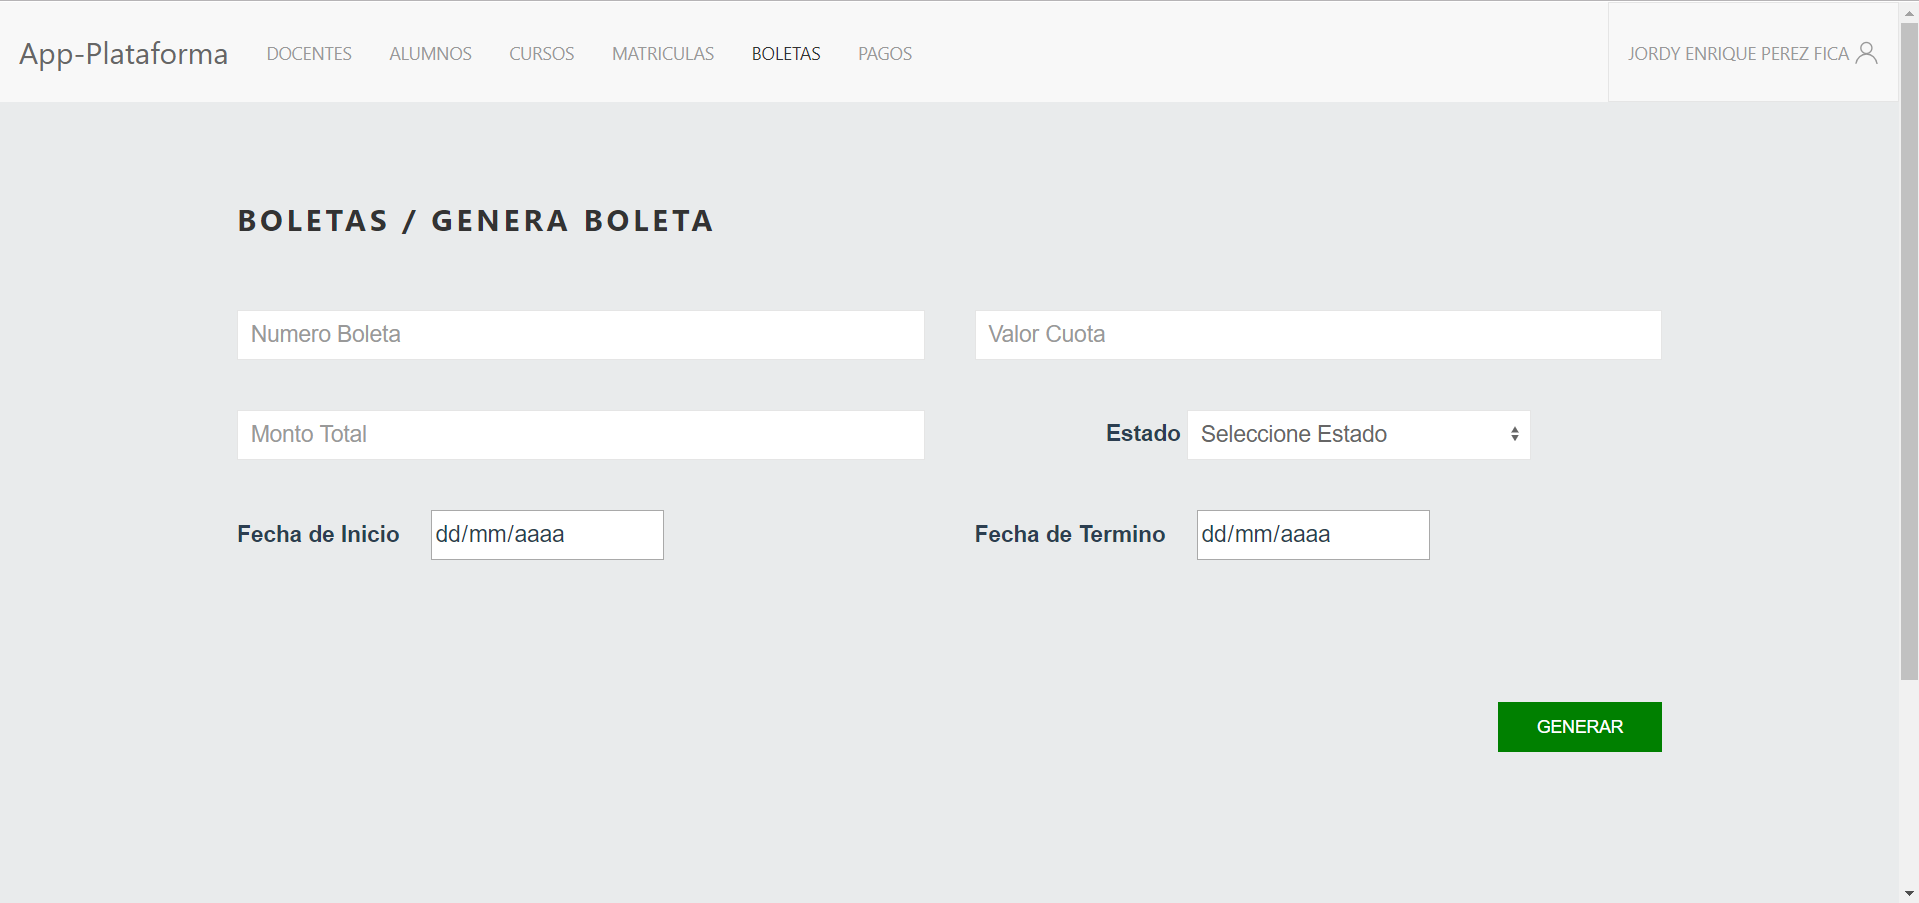 App-Plataforma DOCENTES ALUMNOS CURSOS MATRICULAS BOLETAS PAGOS JORDY ENRIQUE PEREZ FICA
BOLETAS / GENERA BOLETA
Numero Boleta Valor Cuota
Monto Total Estado Seleccione Estado
Fecha de Inicio dd/mm/aaaa Fecha de Termino dd/mm/aaaa
GENERAR